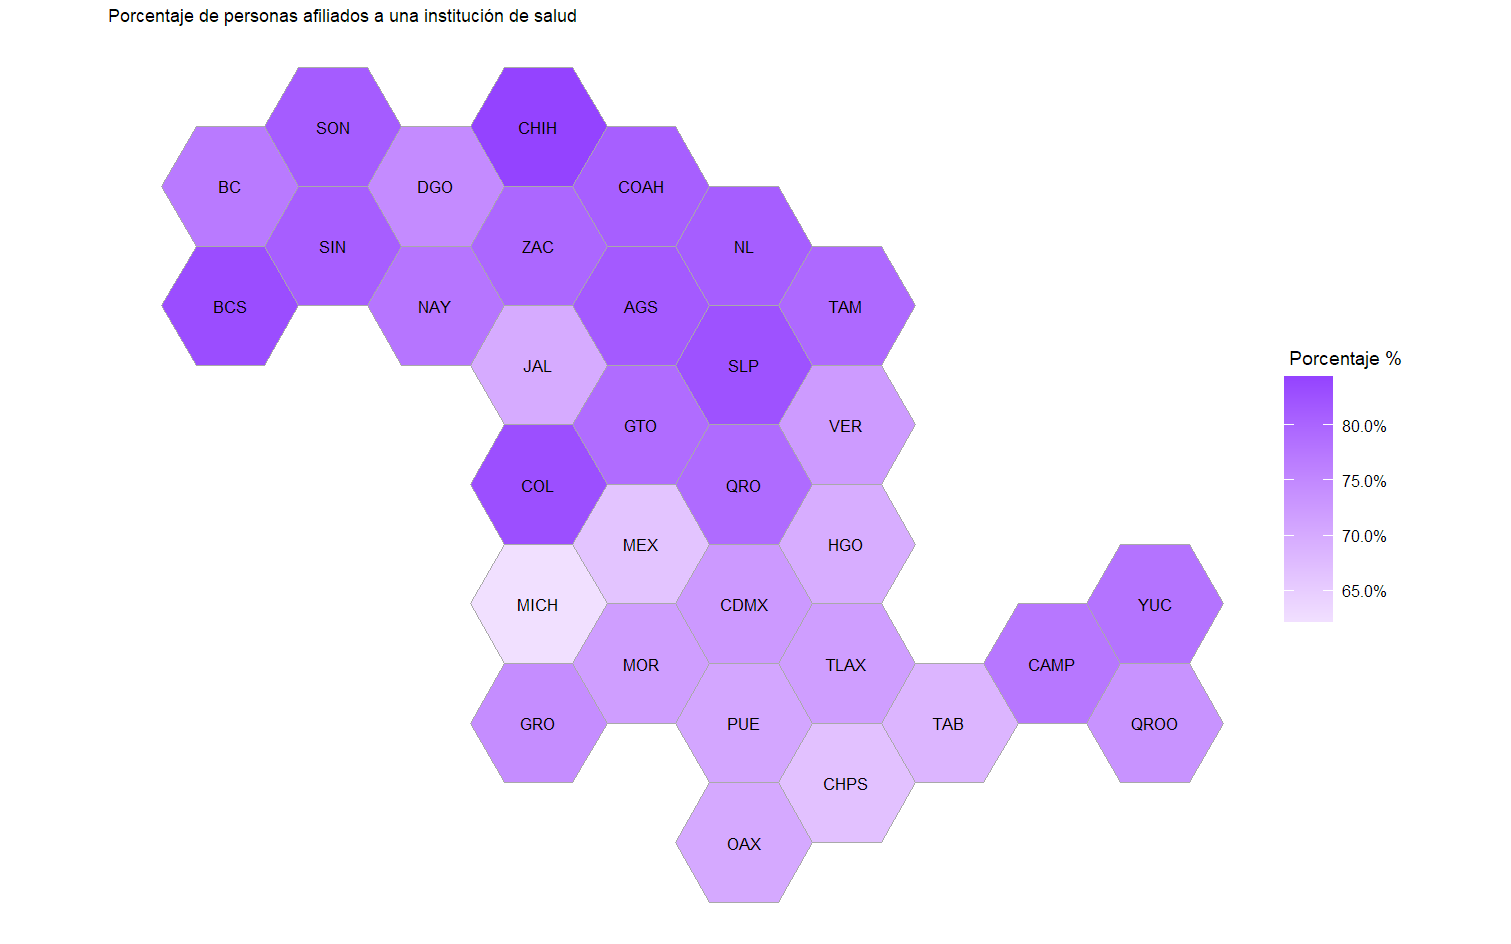 Porcentaje de personas afiliados a una institución de salud
SON
CHIH
BC
DGO
COAH
SIN
ZAC
NL
BCS
NAY
AGS
TAM
JAL
SLP
GTO
VER
COL
QRO
MEX
HGO
MICH
CDMX
YUC
MOR
TLAX
CAMP
GRO
PUE
TAB
QROO
CHPS
OAX
Porcentaje %
80.0%
75.0%
70.0%
65.0%